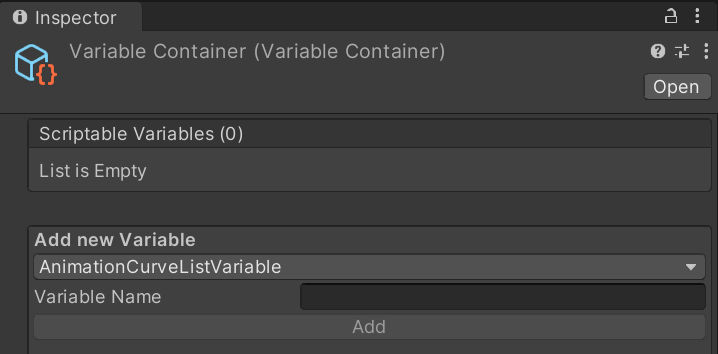 Inspector
Variable Container (Variable Container)
Open
Scriptable Variables (0)
List is Empty
Add new Variable
AnimationCurveListVariable
Variable Name
Add